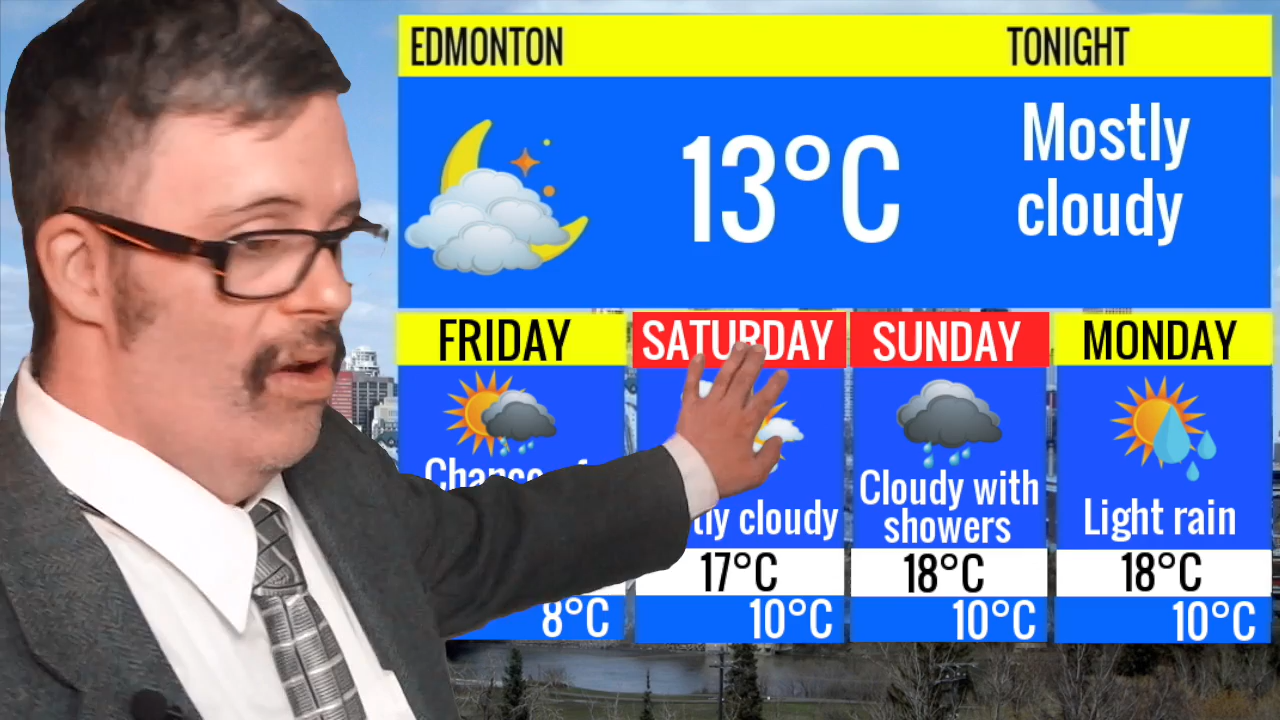 EDMONTON TONIGHT
13°C
Mostly
cloudy
FRIDAY SATURDAY SUNDAY MONDAY
cloudy
Cloudy with
showers
Light rain
17°C 18°C 18°C
8°C 10°C 10°C 10°C